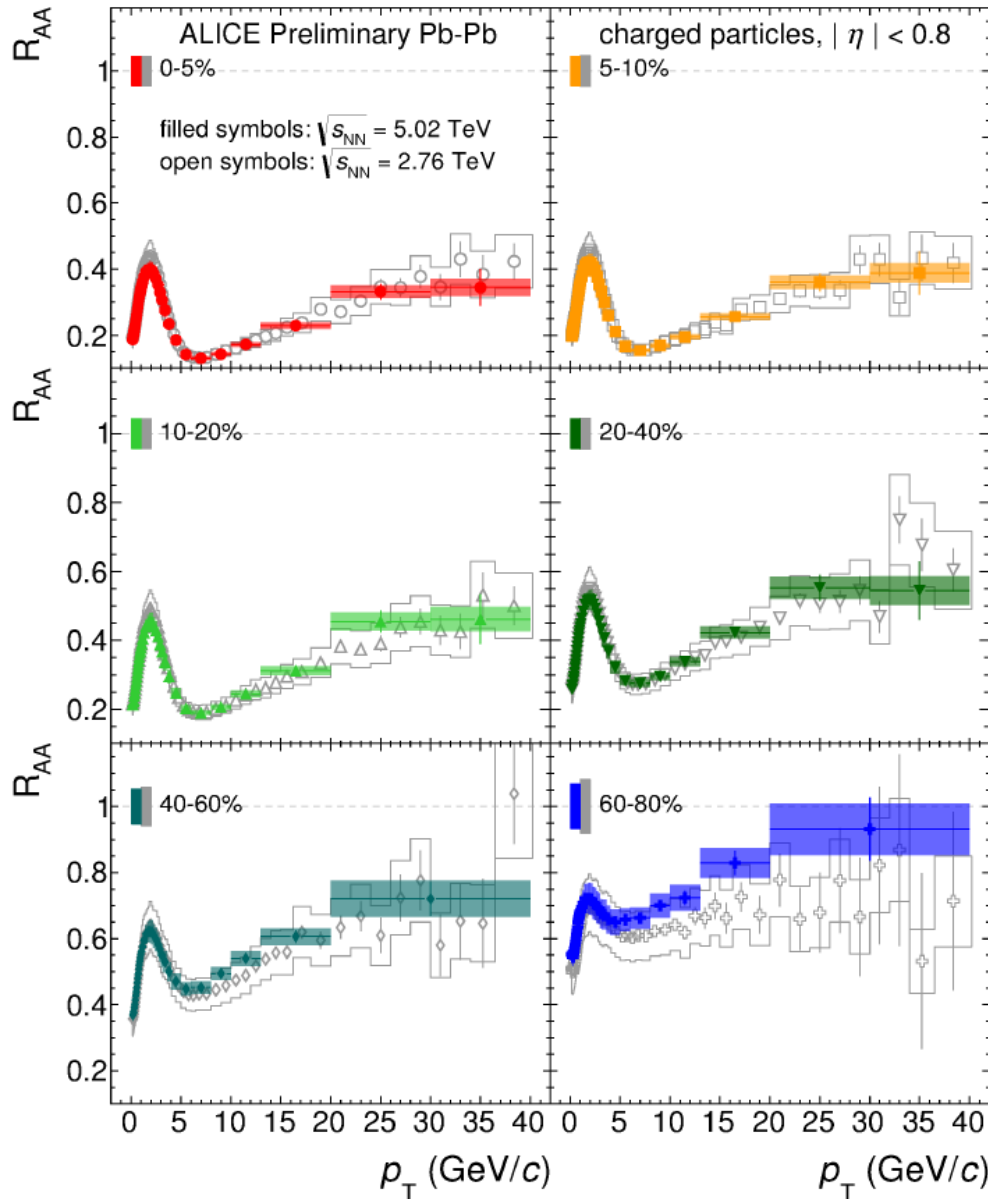 R_AA
ALICE Preliminary Pb-Pb
charged particles, | η | < 0.8
1
0-5%
5-10%
filled symbols: √s_NN = 5.02 TeV
open symbols: √s_NN = 2.76 TeV
0.8
0.6
0.4
0.2
R_AA
1
10-20%
20-40%
0.8
0.6
0.4
0.2
R_AA
1
40-60%
60-80%
0.8
0.6
0.4
0.2
0 5 10 15 20 25 30 35 40 0 5 10 15 20 25 30 35 40
p_T (GeV/c) p_T (GeV/c)